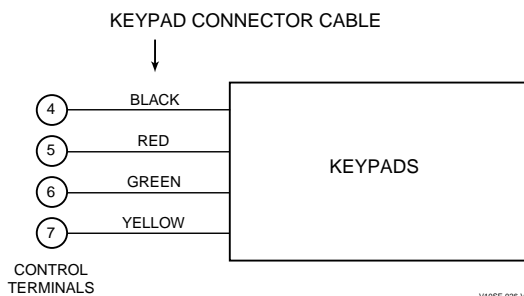 KEYPAD CONNECTOR CABLE
4 BLACK
5 RED
6 GREEN
7 YELLOW
KEYPADS
CONTROL
TERMINALS